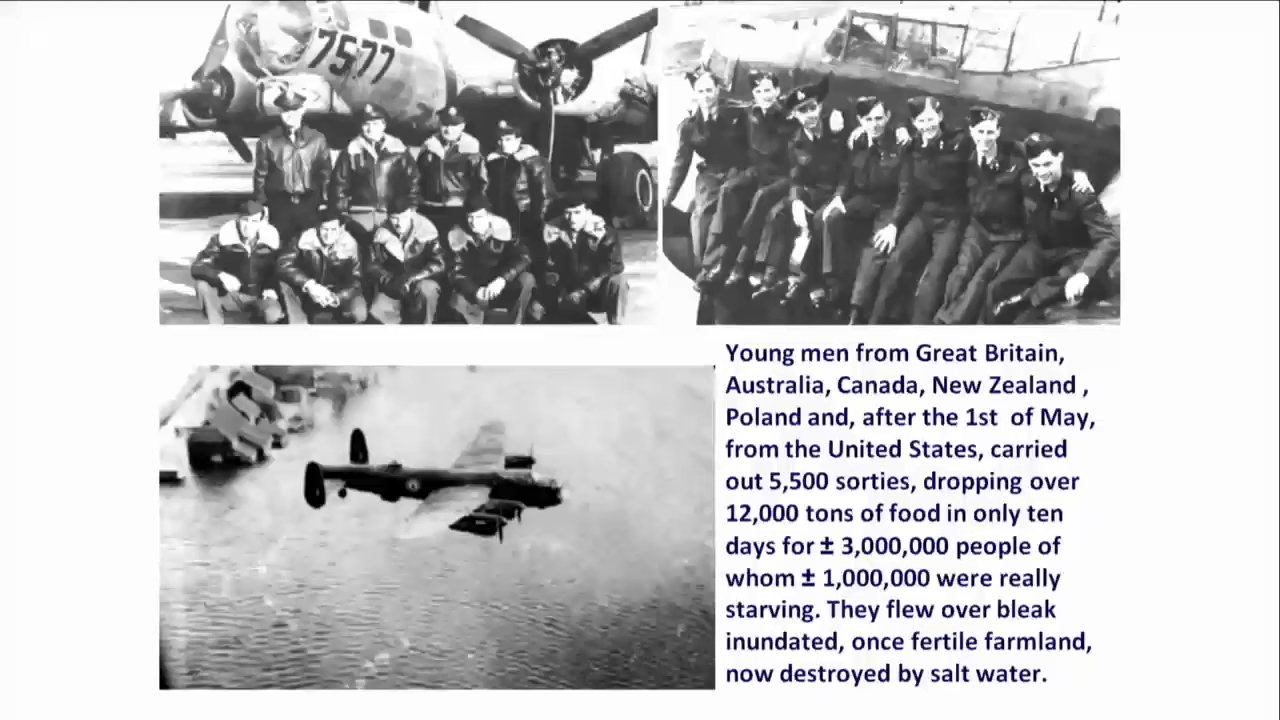 7577
Young men from Great Britain,
Australia, Canada, New Zealand ,
Poland and, after the 1st  of May,
from the United States, carried
out 5,500 sorties, dropping over
12,000 tons of food in only ten
days for ± 3,000,000 people of
whom ± 1,000,000 were really
starving. They flew over bleak
inundated, once fertile farmland,
now destroyed by salt water.